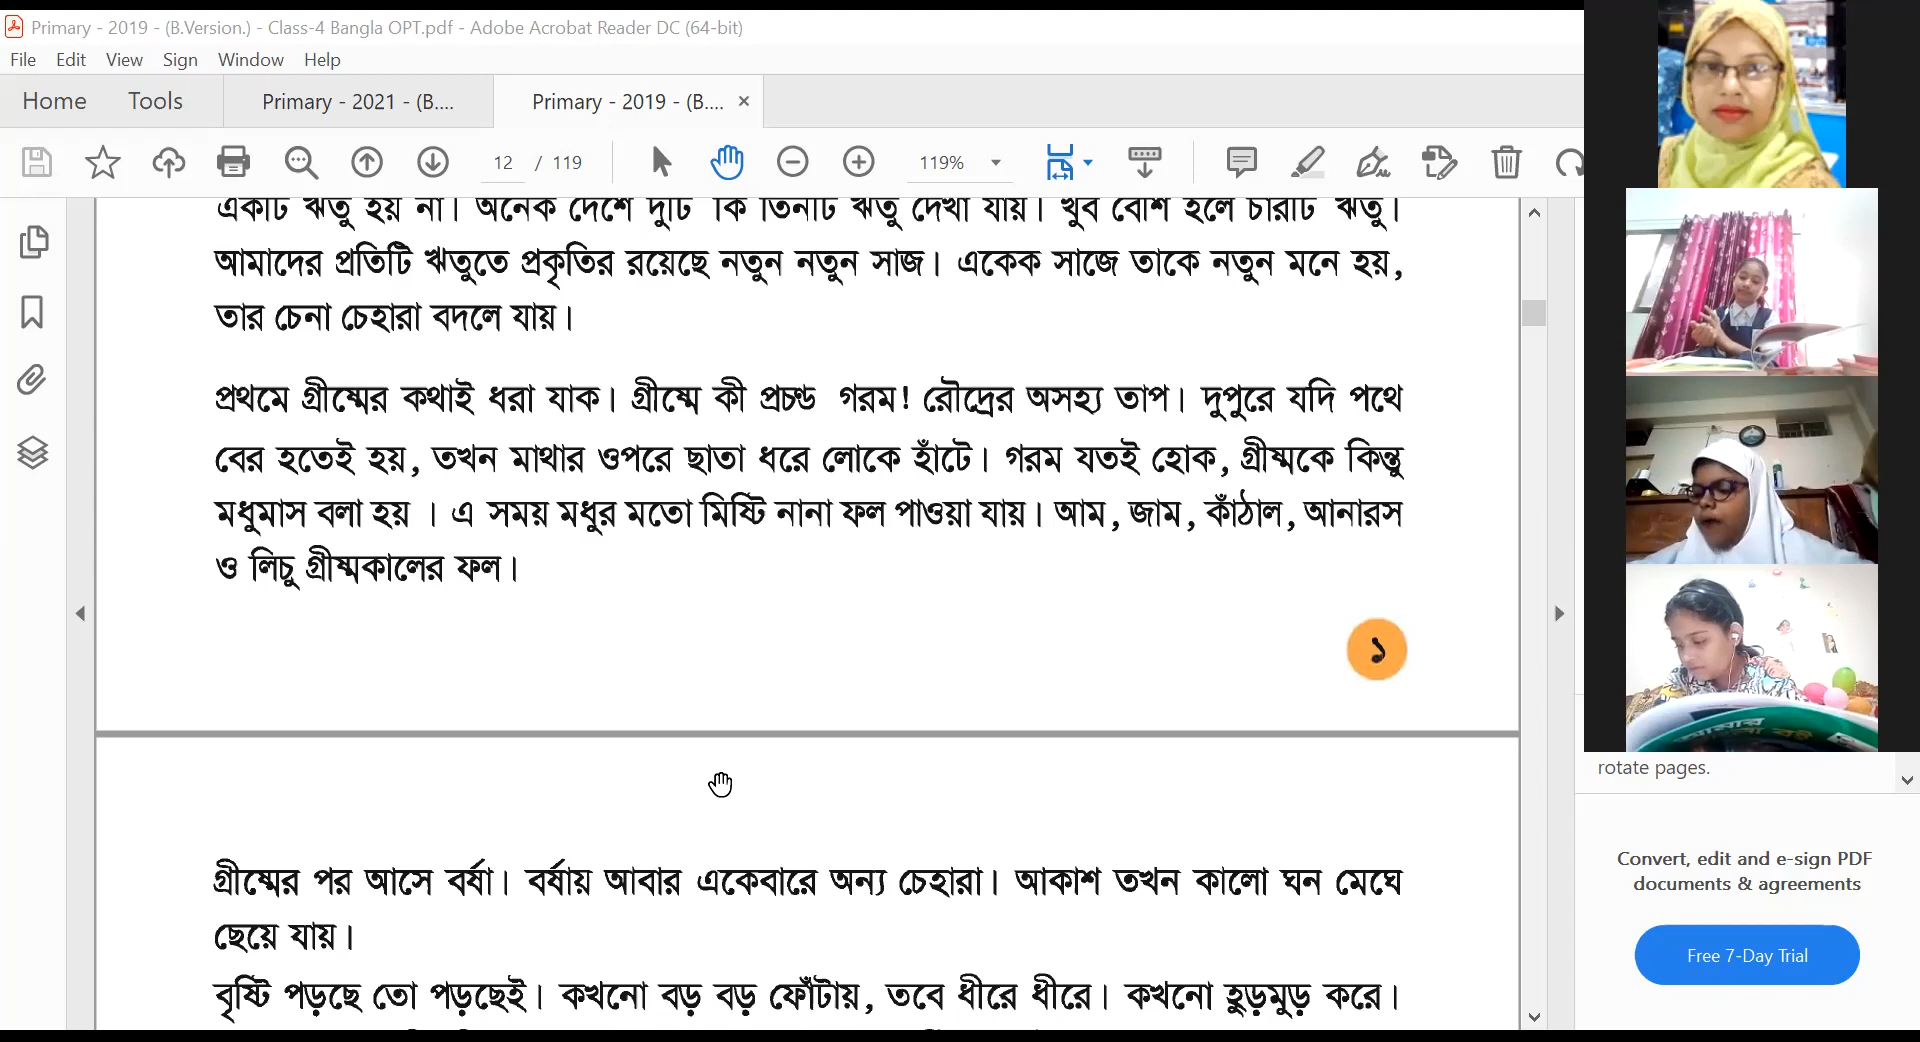 Primary - 2019 - (B.Version.) - Class-4 Bangla OPT.pdf - Adobe Acrobat Reader DC (64-bit)
File Edit View Sign Window Help
Home Tools Primary - 2021 - (B.... Primary - 2019 - (B.... ×
12 / 119 119%
একটি ঋতু হয় না। অনেক দেশে দুটি কি তিনটি ঋতু দেখা যায়। খুব বেশি হলে চারটি ঋতু।
আমাদের প্রতিটি ঋতুতে প্রকৃতির রয়েছে নতুন নতুন সাজ। একেক সাজে তাকে নতুন মনে হয়,
তার চেনা চেহারা বদলে যায়।
প্রথমে গ্রীষ্মের কথাই ধরা যাক। গ্রীষ্মে কী প্রচণ্ড গরম! রৌদ্রের অসহ্য তাপ। দুপুরে যদি পথে
বের হতেই হয়, তখন মাথার ওপরে ছাতা ধরে লোকে হাঁটে। গরম যতই হোক, গ্রীষ্মকে কিন্তু
মধুমাস বলা হয় । এ সময় মধুর মতো মিষ্টি নানা ফল পাওয়া যায়। আম, জাম, কাঁঠাল, আনারস
ও লিচু গ্রীষ্মকালের ফল।
১
গ্রীষ্মের পর আসে বর্ষা। বর্ষায় আবার একেবারে অন্য চেহারা। আকাশ তখন কালো ঘন মেঘে
ছেয়ে যায়।
বৃষ্টি পড়ছে তো পড়ছেই। কখনো বড় বড় ফোঁটায়, তবে ধীরে ধীরে। কখনো হুড়মুড় করে।
rotate pages.
Convert, edit and e-sign PDF
documents & agreements
Free 7-Day Trial